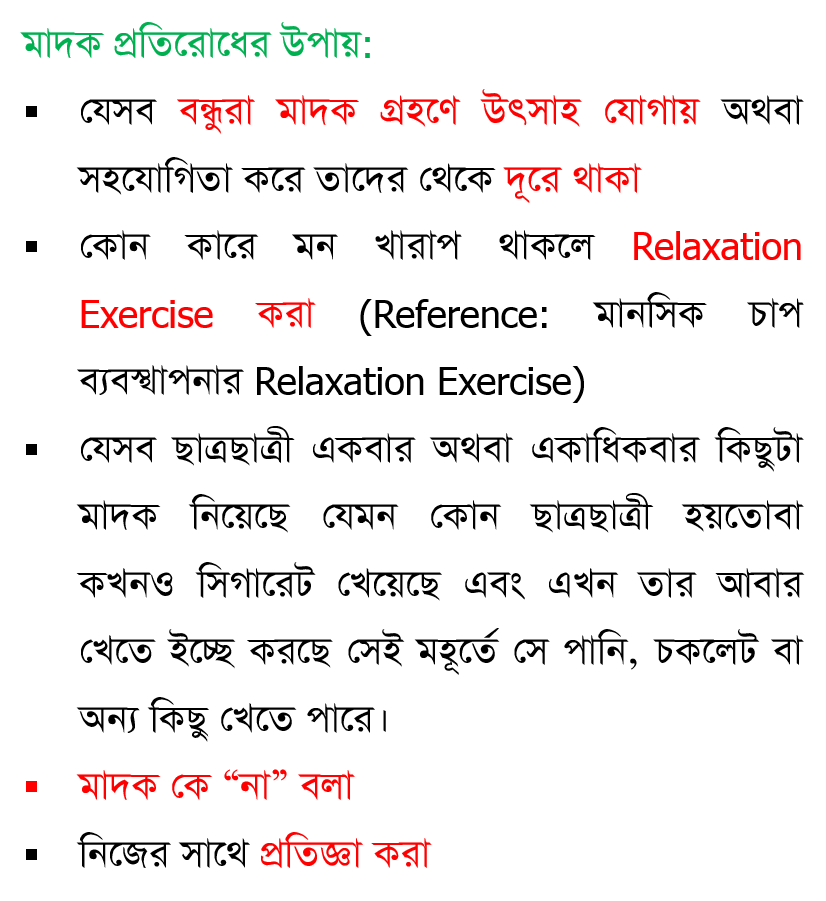 মাদক প্রতিরোধের উপায়:
▪ যেসব বন্ধুরা মাদক গ্রহণে উৎসাহ যোগায় অথবা
সহযোগিতা করে তাদের থেকে দূরে থাকা
▪ কোন কারে মন খারাপ থাকলে Relaxation
Exercise করা (Reference: মানসিক চাপ
ব্যবস্থাপনার Relaxation Exercise)
▪ যেসব ছাত্রছাত্রী একবার অথবা একাধিকবার কিছুটা
মাদক নিয়েছে যেমন কোন ছাত্রছাত্রী হয়তোবা
কখনও সিগারেট খেয়েছে এবং এখন তার আবার
খেতে ইচ্ছে করছে সেই মহূর্তে সে পানি, চকলেট বা
অন্য কিছু খেতে পারে।
▪ মাদক কে “না” বলা
▪ নিজের সাথে প্রতিজ্ঞা করা